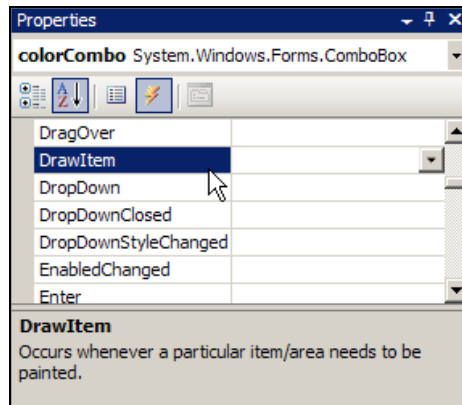 Properties
colorCombo System.Windows.Forms.ComboBox
A
Z
DragOver
DrawItem
DropDown
DropDownClosed
DropDownStyleChanged
EnabledChanged
Enter
DrawItem
Occurs whenever a particular item/area needs to be
painted.